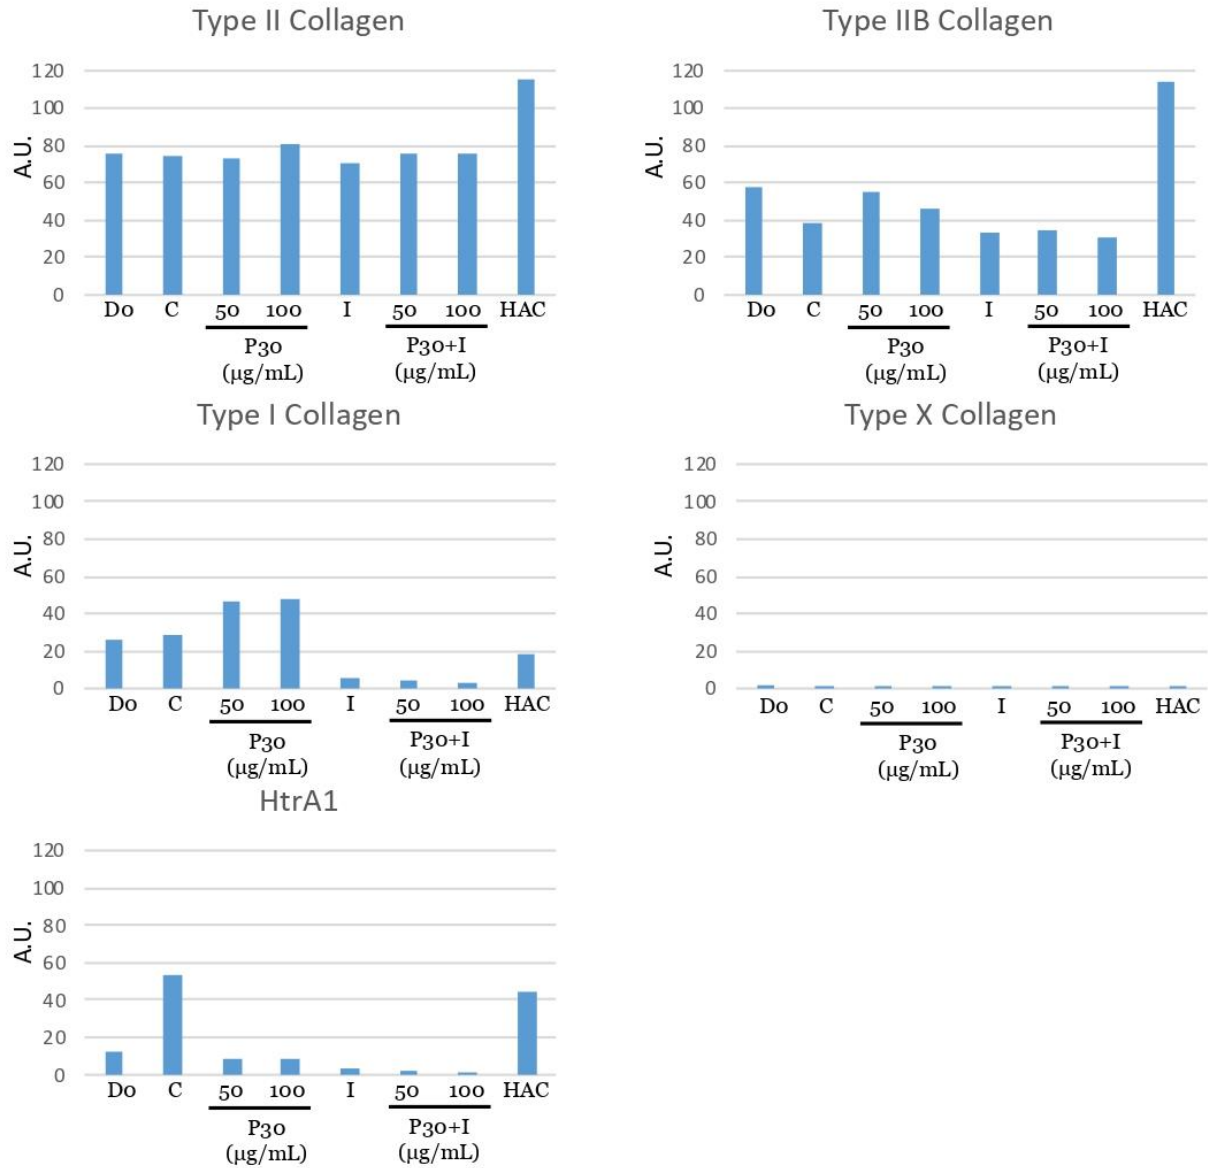 Type II Collagen
A.U.
120
100
80
60
40
20
0
Do C 50 100 I 50 100 HAC
P30 P30+I
(µg/mL) (µg/mL)
Type IIB Collagen
A.U.
120
100
80
60
40
20
0
Do C 50 100 I 50 100 HAC
P30 P30+I
(µg/mL) (µg/mL)
Type I Collagen
A.U.
120
100
80
60
40
20
0
Do C 50 100 I 50 100 HAC
P30 P30+I
(µg/mL) (µg/mL)
Type X Collagen
A.U.
120
100
80
60
40
20
0
Do C 50 100 I 50 100 HAC
P30 P30+I
(µg/mL) (µg/mL)
HtrA1
A.U.
120
100
80
60
40
20
0
Do C 50 100 I 50 100 HAC
P30 P30+I
(µg/mL) (µg/mL)